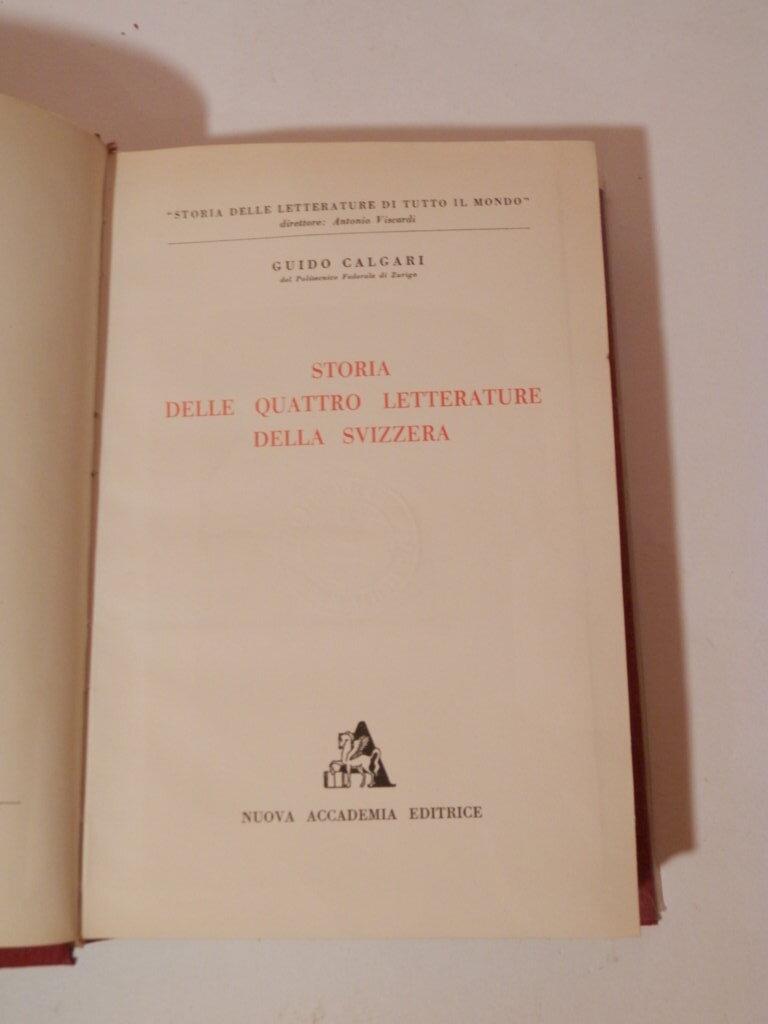 "STORIA DELLE LETTERATURE DI TUTTO IL MONDO"
direttore: Antonio Viscardi
GUIDO CALGARI
del Politecnico Federale di Zurigo
STORIA
DELLE QUATTRO LETTERATURE
DELLA SVIZZERA
A
NUOVA ACCADEMIA EDITRICE